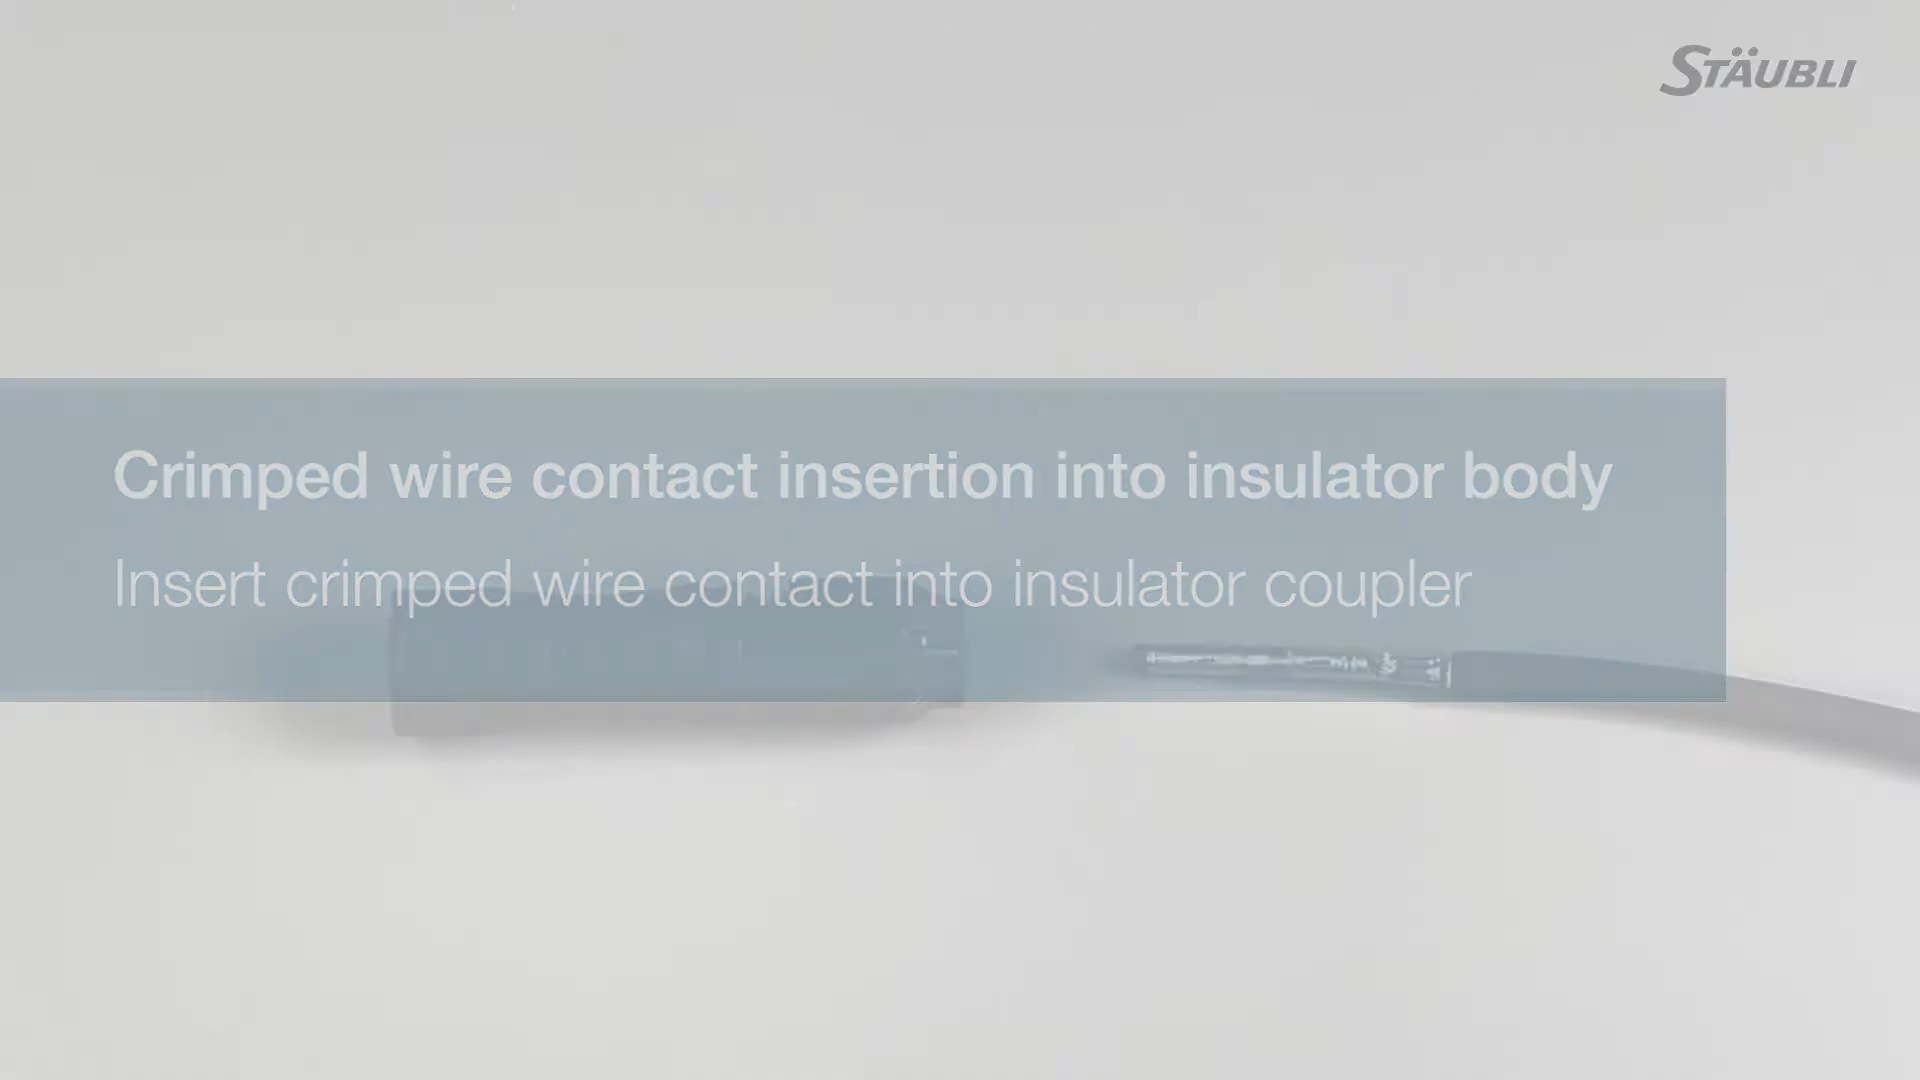 STÄUBLI
Crimped wire contact insertion into insulator body
Insert crimped wire contact into insulator coupler